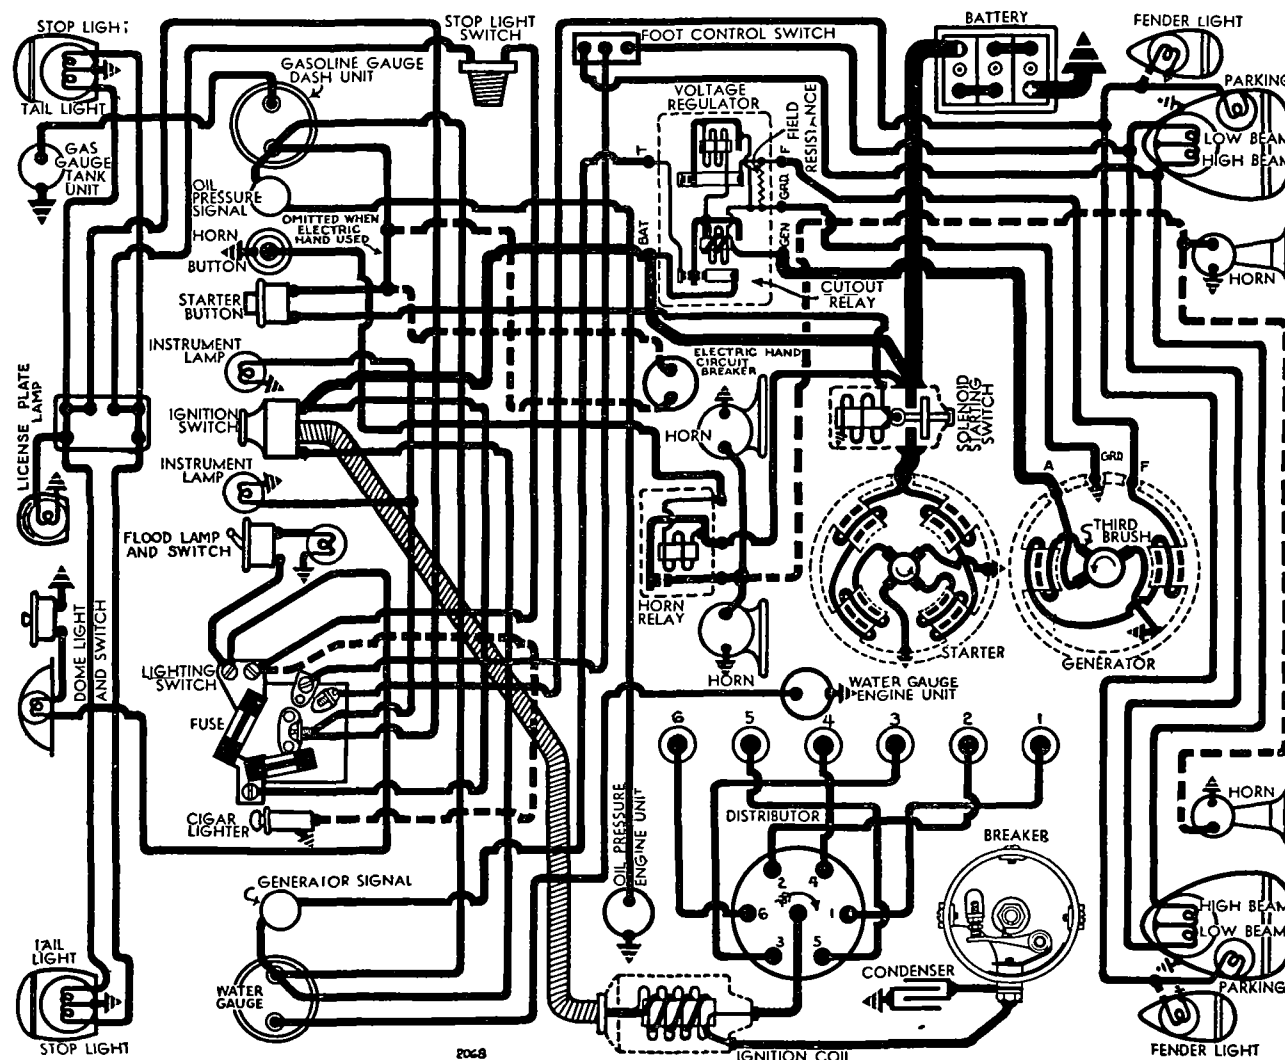 STOP LIGHT
TAIL LIGHT
GAS
GAUGE
TANK
UNIT
GASOLINE GAUGE
DASH UNIT
STOP LIGHT
SWITCH
FOOT CONTROL SWITCH
BATTERY
FENDER LIGHT
PARKING
LOW BEAM
HIGH BEAM
VOLTAGE
REGULATOR
FIELD
RESISTANCE
T
F
GRD
GEN
BAT
CUTOUT
RELAY
HORN
OIL
PRESSURE
SIGNAL
OMITTED WHEN
ELECTRIC
HAND USED
HORN
BUTTON
STARTER
BUTTON
INSTRUMENT
LAMP
IGNITION
SWITCH
INSTRUMENT
LAMP
LICENSE PLATE
LAMP
ELECTRIC HAND
CIRCUIT
BREAKER
HORN
SOLENOID
STARTING
SWITCH
FLOOD LAMP
AND SWITCH
HORN
RELAY
HORN
A
GRD
F
THIRD
BRUSH
STARTER
GENERATOR
DOME LIGHT
AND SWITCH
LIGHTING
SWITCH
FUSE
WATER GAUGE
ENGINE UNIT
6
5
4
3
2
1
CIGAR
LIGHTER
OIL PRESSURE
ENGINE UNIT
DISTRIBUTOR
2
4
6
1
3
5
BREAKER
HORN
GENERATOR SIGNAL
HIGH BEAM
LOW BEAM
PARKING
TAIL
LIGHT
STOP LIGHT
WATER
GAUGE
CONDENSER
IGNITION COIL
FENDER LIGHT
2068